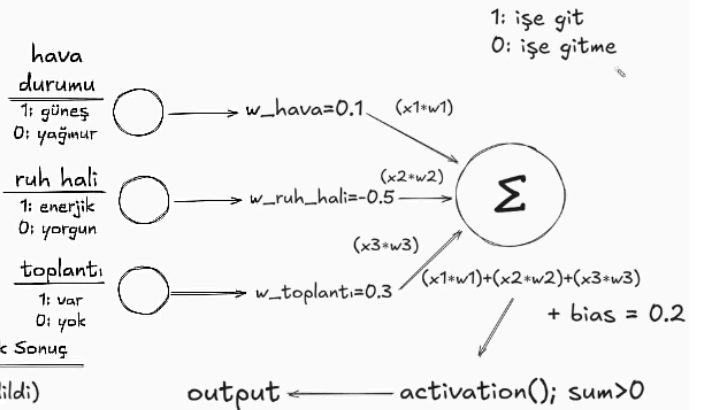 1: işe git
0: işe gitme
hava
durumu
1: güneş
0: yağmur
w_hava=0.1
(x1*w1)
ruh hali
1: enerjik
0: yorgun
w_ruh_hali=-0.5
(x2*w2)
Σ
toplantı
1: var
0: yok
w_toplantı=0.3
(x3*w3)
(x1*w1)+(x2*w2)+(x3*w3)
+ bias = 0.2
Sonuç
output
activation(); sum>0